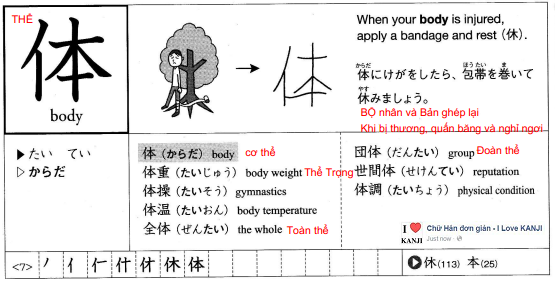 THỂ
体
body
When your body is injured,
apply a bandage and rest (休).
体にけがをしたら、包帯を巻いて
からだ ほうたい ま
休みましょう。
やす
BỘ nhân và Bản ghép lại
Khi bị thương, quấn băng và nghỉ ngơi
▶たい てい
▷からだ
体（からだ） body cơ thể
体重（たいじゅう） body weight Thể Trọng
体操（たいそう） gymnastics
体温（たいおん） body temperature
全体（ぜんたい） the whole Toàn thể
団体（だんたい） group Đoàn thể
世間体（せけんてい） reputation
体調（たいちょう） physical condition
I ❤ KANJI
Chữ Hán đơn giản - I Love KANJI
Just now
<7> ノ 亻 仁 什 休 休 体
休(113) 本(25)